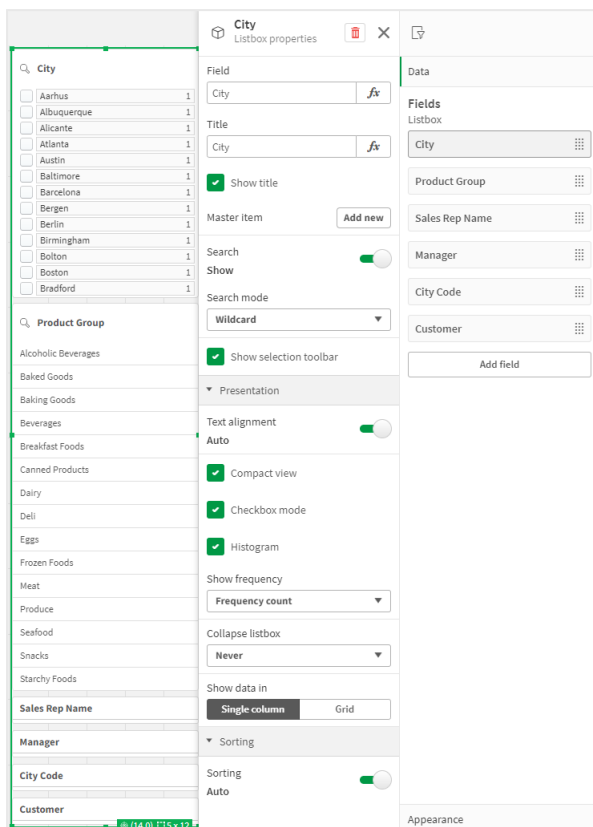 City
Aarhus 1
Albuquerque 1
Alicante 1
Atlanta 1
Austin 1
Baltimore 1
Barcelona 1
Bergen 1
Berlin 1
Birmingham 1
Bolton 1
Boston 1
Bradford 1
Product Group
Alcoholic Beverages
Baked Goods
Baking Goods
Beverages
Breakfast Foods
Canned Products
Dairy
Deli
Eggs
Frozen Foods
Meat
Produce
Seafood
Snacks
Starchy Foods
Sales Rep Name
Manager
City Code
Customer
(14,0) 5 x 12
City
Listbox properties
Field
City fx
Title
City fx
Show title
Master item Add new
Search
Show
Search mode
Wildcard
Show selection toolbar
Presentation
Text alignment
Auto
Compact view
Checkbox mode
Histogram
Show frequency
Frequency count
Collapse listbox
Never
Show data in
Single column Grid
Sorting
Sorting
Auto
Data
Fields
Listbox
City
Product Group
Sales Rep Name
Manager
City Code
Customer
Add field
Appearance